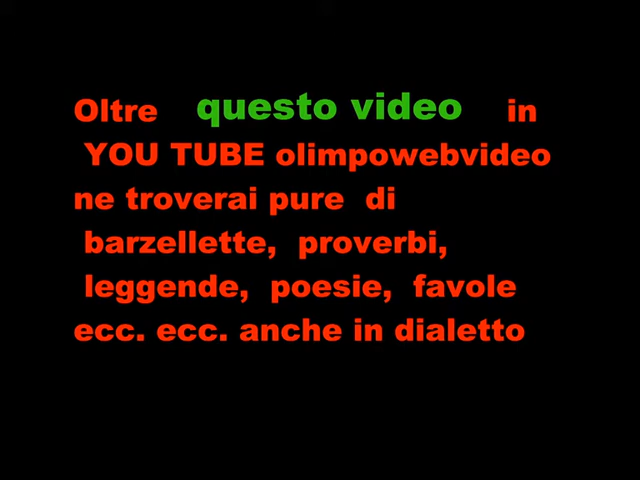 Oltre questo video in
YOU TUBE olimpowebvideo
ne troverai pure di
barzellette, proverbi,
leggende, poesie, favole
ecc. ecc. anche in dialetto